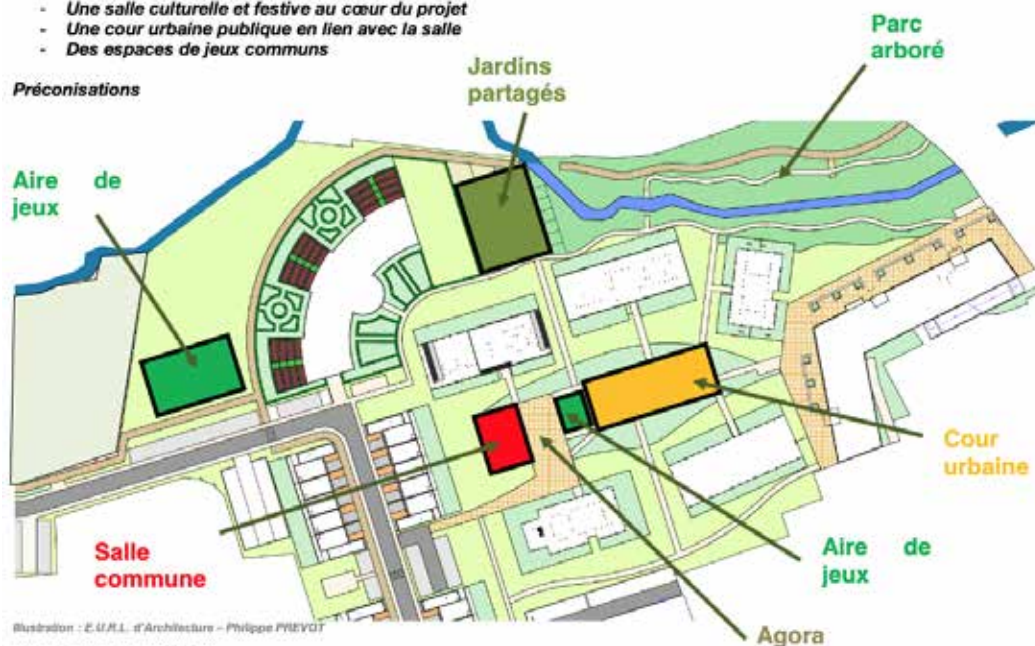 - Une salle culturelle et festive au cœur du projet
- Une cour urbaine publique en lien avec la salle
- Des espaces de jeux communs
Préconisations
Parc
arboré
Jardins
partagés
Aire de
jeux
Cour
urbaine
Salle
commune
Aire de
jeux
Agora
Illustration : E.U.R.L. d'Architecture – Philippe PREVOT